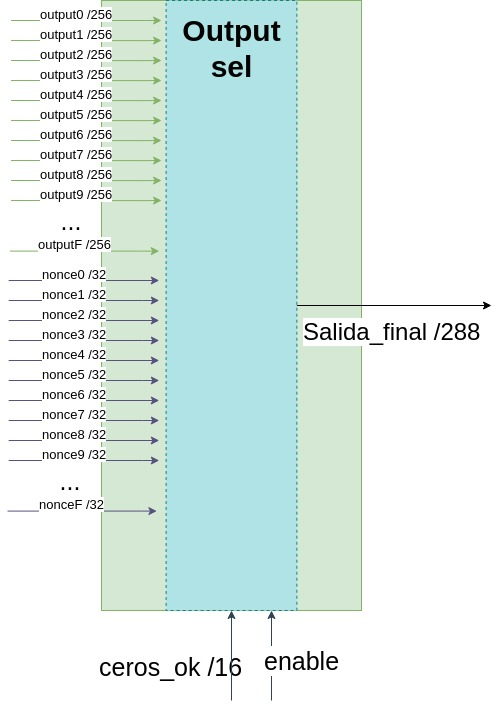 output0 /256
output1 /256
output2 /256
output3 /256
output4 /256
output5 /256
output6 /256
output7 /256
output8 /256
output9 /256
...
outputF /256
nonce0 /32
nonce1 /32
nonce2 /32
nonce3 /32
nonce4 /32
nonce5 /32
nonce6 /32
nonce7 /32
nonce8 /32
nonce9 /32
...
nonceF /32
Output
sel
Salida_final /288
ceros_ok /16
enable